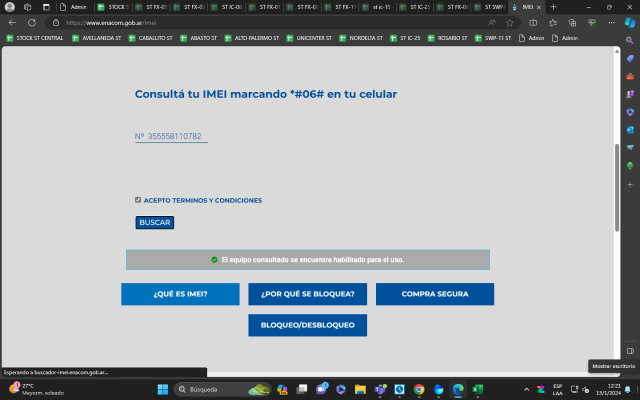 Admin
STOCK S
ST FX-01
ST FX-0
ST IC-0
ST FX-01
ST FX-02
ST FX-1
st ic-15
ST IC-25
ST FX-0
ST SWP
IMEI
https://www.enacom.gob.ar/imei
STOCK ST CENTRAL
AVELLANEDA ST
CABALLITO ST
ABASTO ST
ALTO PALERMO ST
UNICENTER ST
NORDELTA ST
ST IC-25
ROSARIO ST
SWP-11 ST
Admin
Admin
Consultá tu IMEI marcando *#06# en tu celular
Nº 355558110782
ACEPTO TERMINOS Y CONDICIONES
BUSCAR
El equipo consultado se encuentra habilitado para el uso.
¿QUÉ ES IMEI?
¿POR QUÉ SE BLOQUEA?
COMPRA SEGURA
BLOQUEO/DESBLOQUEO
Esperando a buscador-imei.enacom.gob.ar...
Mostrar escritorio
27°C
Mayorm. soleado
Búsqueda
ESP
LAA
12:21
13/1/2024